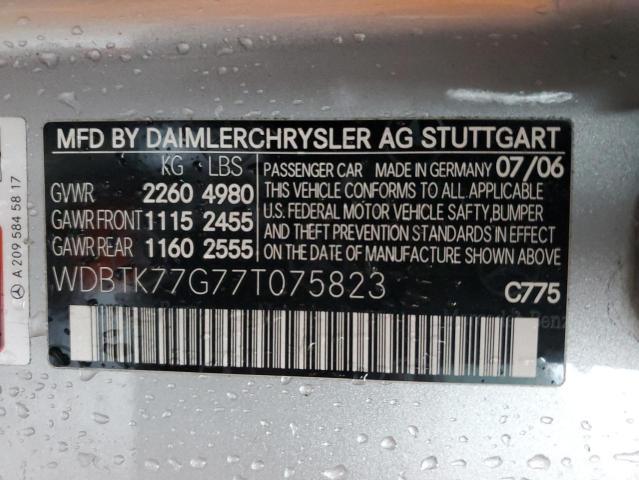 MFD BY DAIMLERCHRYSLER AG STUTTGART
KG LBS
GVWR 2260 4980
GAWR FRONT 1115 2455
GAWR REAR 1160 2555
PASSENGER CAR MADE IN GERMANY 07/06
THIS VEHICLE CONFORMS TO ALL APPLICABLE
U.S. FEDERAL MOTOR VEHICLE SAFTY, BUMPER
AND THEFT PREVENTION STANDARDS IN EFFECT
ON THE DATE OF MANUFACTURE SHOWN ABOVE
WDBTK77G77T075823
C775
A 209 584 58 17